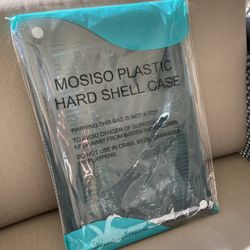 MOSISO PLASTIC
HARD SHELL CASE
WARNING:THIS BAG IS NOT A TOY.
TO AVOID DANGER OF SUFFOCATION
KEEP AWAY FROM BABIES AND CHILDREN.
DO NOT USE IN CRIBS, BEDS, CARRIAGES
OR PLAYPENS.